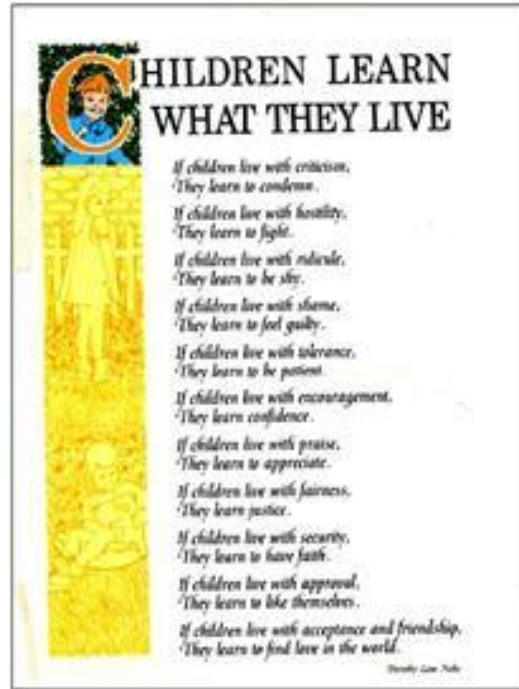 CHILDREN LEARN
WHAT THEY LIVE
If children live with criticism,
They learn to condemn.
If children live with hostility,
They learn to fight.
If children live with ridicule,
They learn to be shy.
If children live with shame,
They learn to feel guilty.
If children live with tolerance,
They learn to be patient.
If children live with encouragement,
They learn confidence.
If children live with praise,
They learn to appreciate.
If children live with fairness,
They learn justice.
If children live with security,
They learn to have faith.
If children live with approval,
They learn to like themselves.
If children live with acceptance and friendship,
They learn to find love in the world.
Dorothy Law Nolte